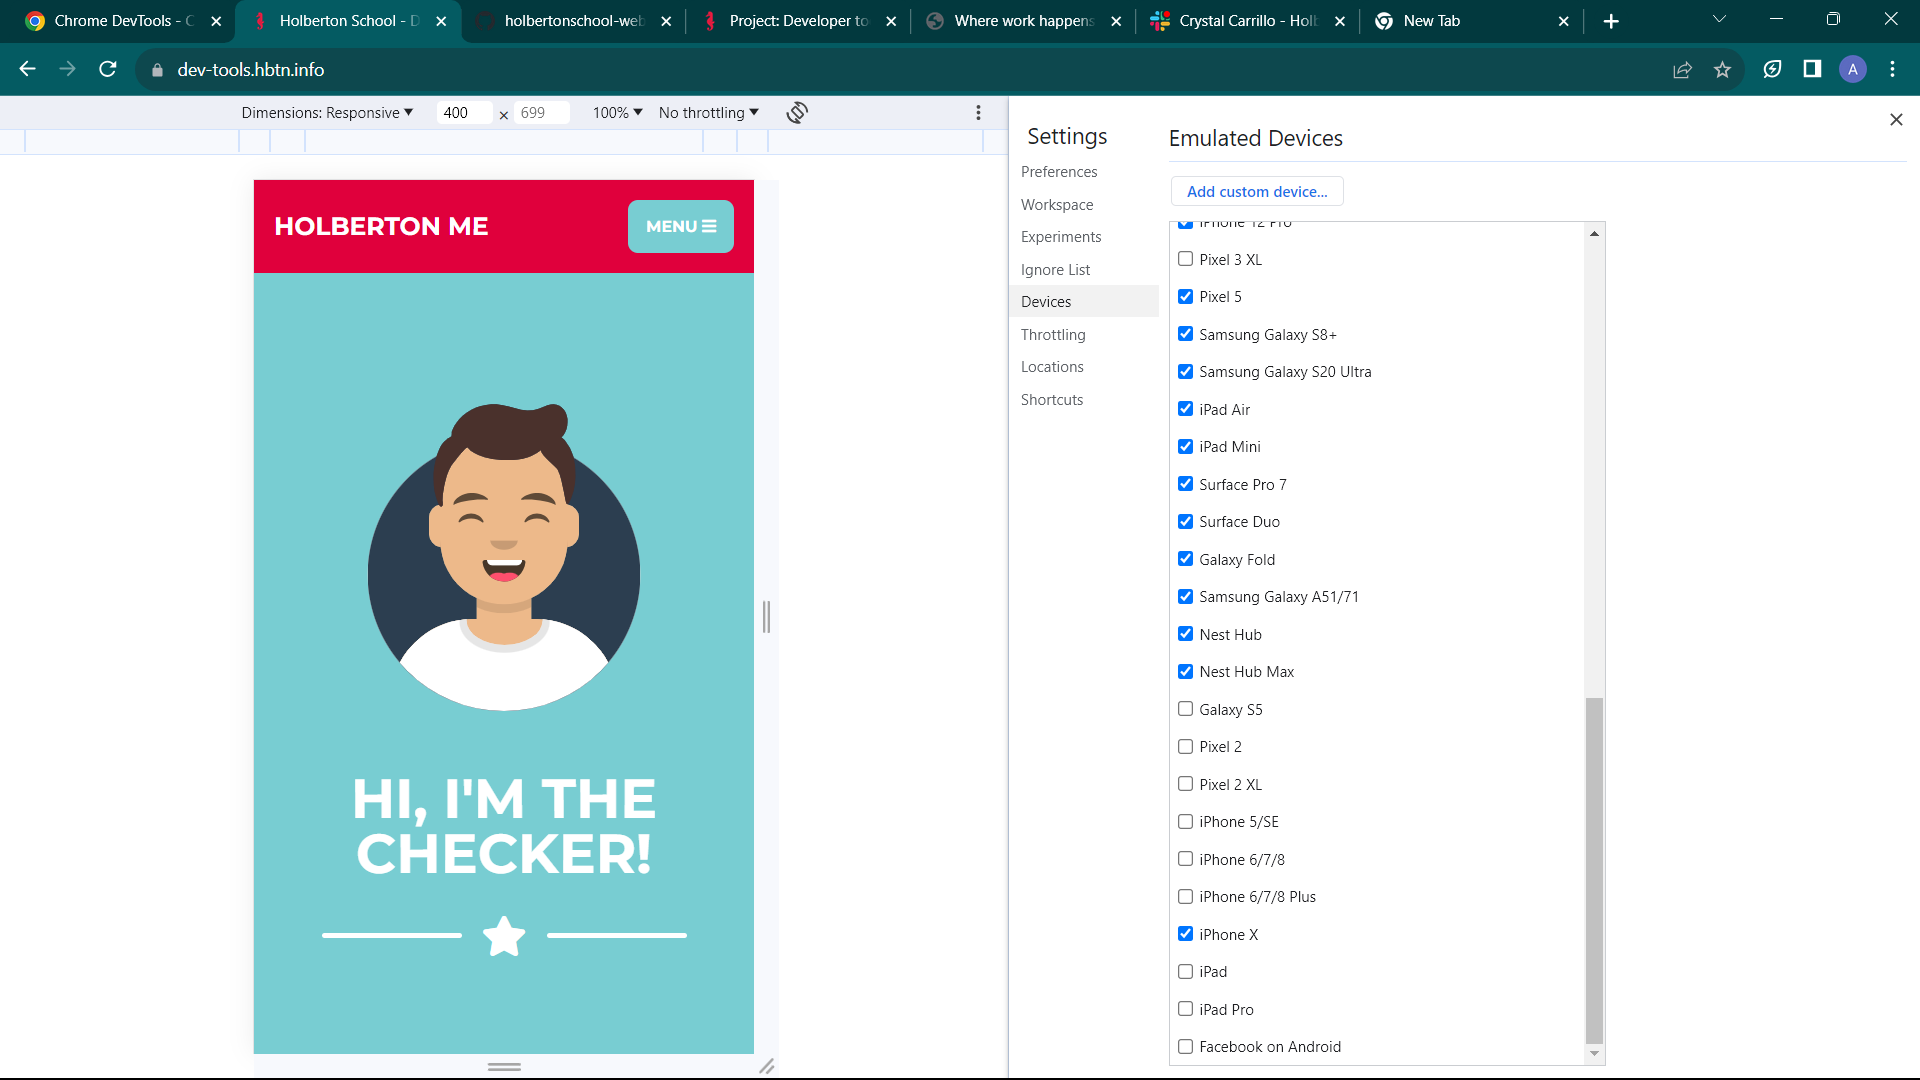 Chrome DevTools - C
Holberton School - D
holbertonschool-web
Project: Developer to
Where work happens
Crystal Carrillo - Holb
New Tab
dev-tools.hbtn.info
A
Dimensions: Responsive
400
×
699
100%
No throttling
HOLBERTON ME
MENU
HI, I'M THE
CHECKER!
Settings
Preferences
Workspace
Experiments
Ignore List
Devices
Throttling
Locations
Shortcuts
Emulated Devices
Add custom device...
iPhone 12 Pro
Pixel 3 XL
Pixel 5
Samsung Galaxy S8+
Samsung Galaxy S20 Ultra
iPad Air
iPad Mini
Surface Pro 7
Surface Duo
Galaxy Fold
Samsung Galaxy A51/71
Nest Hub
Nest Hub Max
Galaxy S5
Pixel 2
Pixel 2 XL
iPhone 5/SE
iPhone 6/7/8
iPhone 6/7/8 Plus
iPhone X
iPad
iPad Pro
Facebook on Android